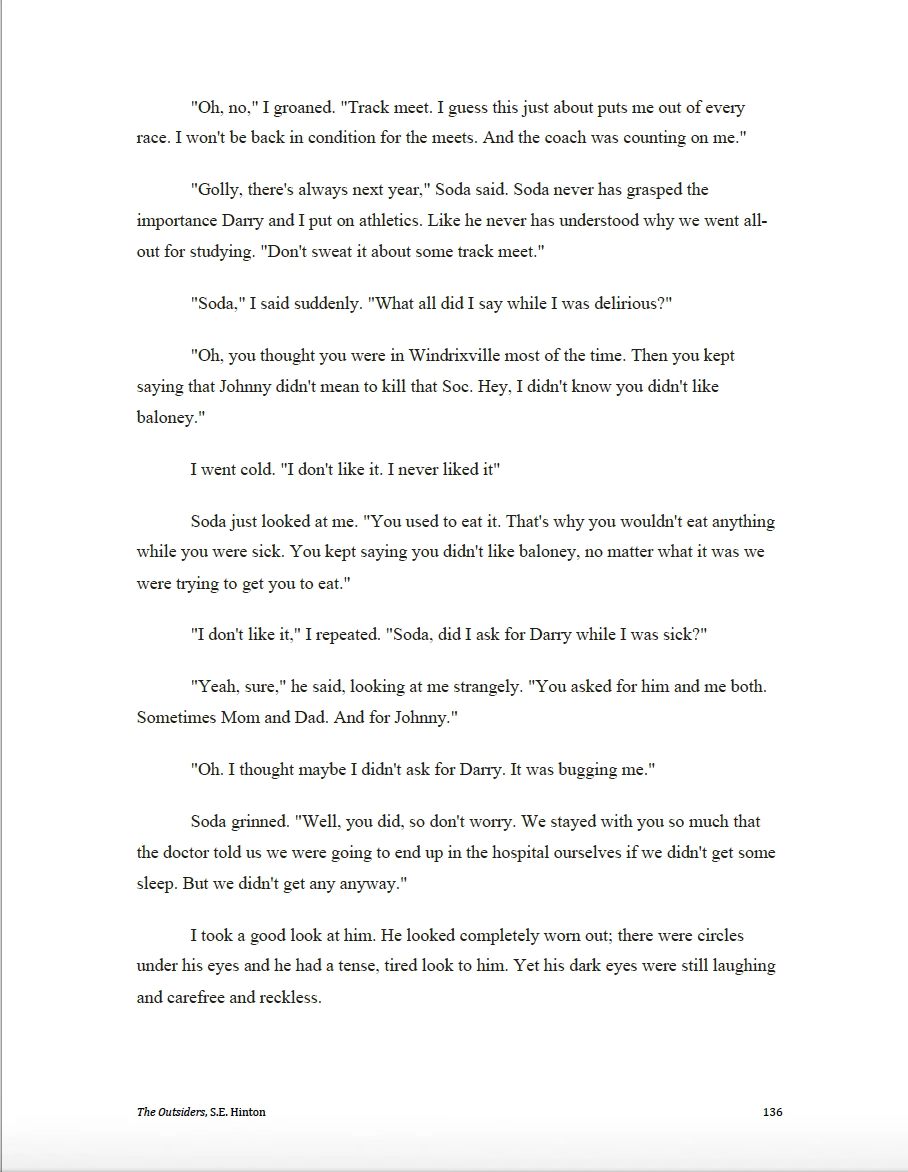 "Oh, no," I groaned. "Track meet. I guess this just about puts me out of every
race. I won't be back in condition for the meets. And the coach was counting on me."
"Golly, there's always next year," Soda said. Soda never has grasped the
importance Darry and I put on athletics. Like he never has understood why we went all-
out for studying. "Don't sweat it about some track meet."
"Soda," I said suddenly. "What all did I say while I was delirious?"
"Oh, you thought you were in Windrixville most of the time. Then you kept
saying that Johnny didn't mean to kill that Soc. Hey, I didn't know you didn't like
baloney."
I went cold. "I don't like it. I never liked it"
Soda just looked at me. "You used to eat it. That's why you wouldn't eat anything
while you were sick. You kept saying you didn't like baloney, no matter what it was we
were trying to get you to eat."
"I don't like it," I repeated. "Soda, did I ask for Darry while I was sick?"
"Yeah, sure," he said, looking at me strangely. "You asked for him and me both.
Sometimes Mom and Dad. And for Johnny."
"Oh. I thought maybe I didn't ask for Darry. It was bugging me."
Soda grinned. "Well, you did, so don't worry. We stayed with you so much that
the doctor told us we were going to end up in the hospital ourselves if we didn't get some
sleep. But we didn't get any anyway."
I took a good look at him. He looked completely worn out; there were circles
under his eyes and he had a tense, tired look to him. Yet his dark eyes were still laughing
and carefree and reckless.
The Outsiders, S.E. Hinton 136